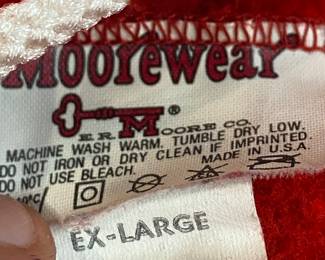 Moorewear
E.R. MOORE CO.®
MACHINE WASH WARM. TUMBLE DRY LOW.
DO NOT IRON OR DRY CLEAN IF IMPRINTED.
DO NOT USE BLEACH. MADE IN U.S.A.
EX-LARGE